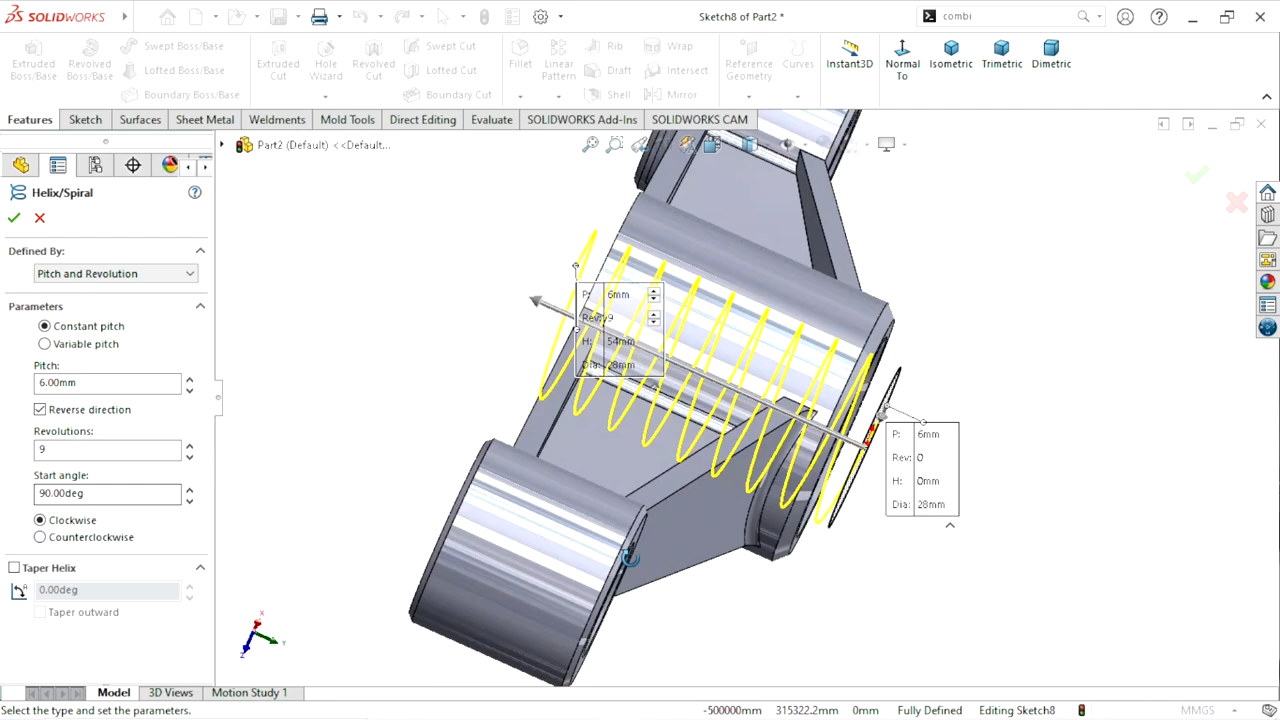 SOLIDWORKS
Sketch8 of Part2 *
combi
Extruded Boss/Base
Revolved Boss/Base
Swept Boss/Base
Lofted Boss/Base
Boundary Boss/Base
Extruded Cut
Hole Wizard
Revolved Cut
Swept Cut
Lofted Cut
Boundary Cut
Fillet
Linear Pattern
Rib
Draft
Shell
Wrap
Intersect
Mirror
Reference Geometry
Curves
Instant3D
Normal To
Isometric
Trimetric
Dimetric
Features
Sketch
Surfaces
Sheet Metal
Weldments
Mold Tools
Direct Editing
Evaluate
SOLIDWORKS Add-Ins
SOLIDWORKS CAM
Part2 (Default) <<Default...
Helix/Spiral
Defined By:
Pitch and Revolution
Parameters
Constant pitch
Variable pitch
Pitch:
6.00mm
Reverse direction
Revolutions:
9
Start angle:
90.00deg
Clockwise
Counterclockwise
Taper Helix
0.00deg
Taper outward
P: 6mm
Rev: 9
H: 54mm
Dia: 28mm
P: 6mm
Rev: 0
H: 0mm
Dia: 28mm
X
Y
Z
Model
3D Views
Motion Study 1
Select the type and set the parameters.
-500000mm
315322.2mm
0mm
Fully Defined
Editing Sketch8
MMGS